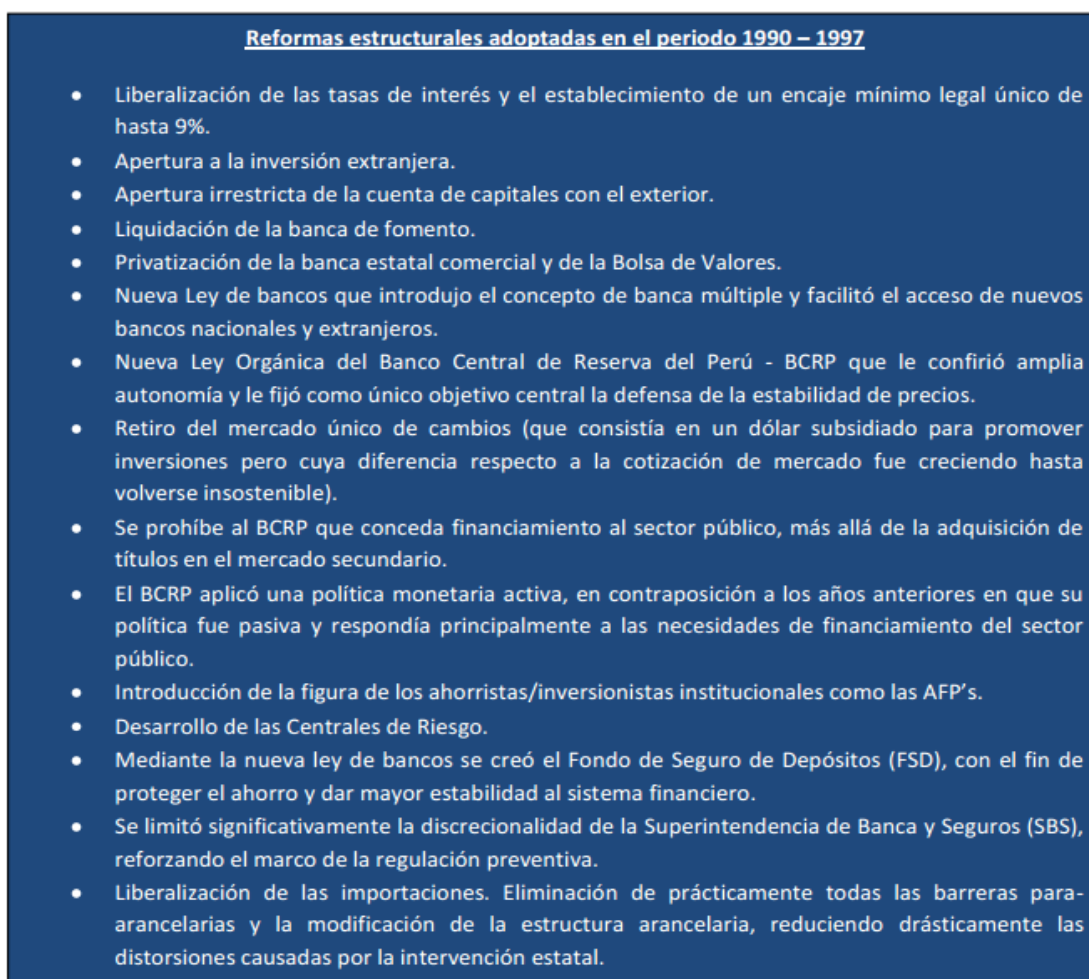 Reformas estructurales adoptadas en el periodo 1990 – 1997
• Liberalización de las tasas de interés y el establecimiento de un encaje mínimo legal único de
hasta 9%.
• Apertura a la inversión extranjera.
• Apertura irrestricta de la cuenta de capitales con el exterior.
• Liquidación de la banca de fomento.
• Privatización de la banca estatal comercial y de la Bolsa de Valores.
• Nueva Ley de bancos que introdujo el concepto de banca múltiple y facilitó el acceso de nuevos
bancos nacionales y extranjeros.
• Nueva Ley Orgánica del Banco Central de Reserva del Perú - BCRP que le confirió amplia
autonomía y le fijó como único objetivo central la defensa de la estabilidad de precios.
• Retiro del mercado único de cambios (que consistía en un dólar subsidiado para promover
inversiones pero cuya diferencia respecto a la cotización de mercado fue creciendo hasta
volverse insostenible).
• Se prohíbe al BCRP que conceda financiamiento al sector público, más allá de la adquisición de
títulos en el mercado secundario.
• El BCRP aplicó una política monetaria activa, en contraposición a los años anteriores en que su
política fue pasiva y respondía principalmente a las necesidades de financiamiento del sector
público.
• Introducción de la figura de los ahorristas/inversionistas institucionales como las AFP’s.
• Desarrollo de las Centrales de Riesgo.
• Mediante la nueva ley de bancos se creó el Fondo de Seguro de Depósitos (FSD), con el fin de
proteger el ahorro y dar mayor estabilidad al sistema financiero.
• Se limitó significativamente la discrecionalidad de la Superintendencia de Banca y Seguros (SBS),
reforzando el marco de la regulación preventiva.
• Liberalización de las importaciones. Eliminación de prácticamente todas las barreras para-
arancelarias y la modificación de la estructura arancelaria, reduciendo drásticamente las
distorsiones causadas por la intervención estatal.